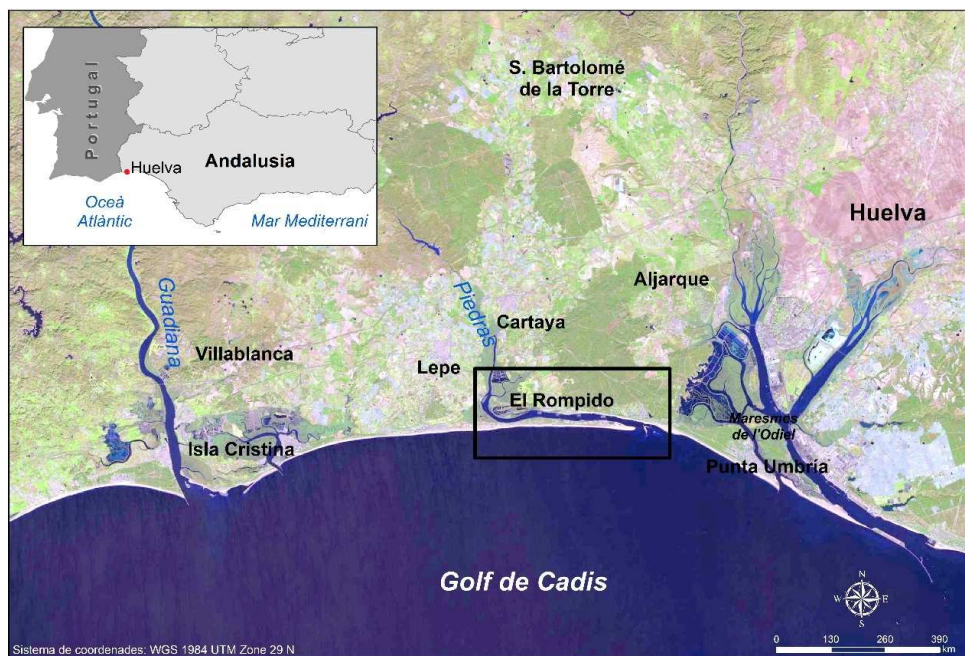 Portugal
Huelva
Andalusia
Oceà
Atlàntic
Mar Mediterrani
S. Bartolomé
de la Torre
Huelva
Aljarque
Guadiana
Piedras
Cartaya
Villablanca
Lepe
El Rompido
Maresmes
de l'Odiel
Isla Cristina
Punta Umbría
Golf de Cadis
N
W
E
S
0 130 260 390
km
Sistema de coordenades: WGS 1984 UTM Zone 29 N